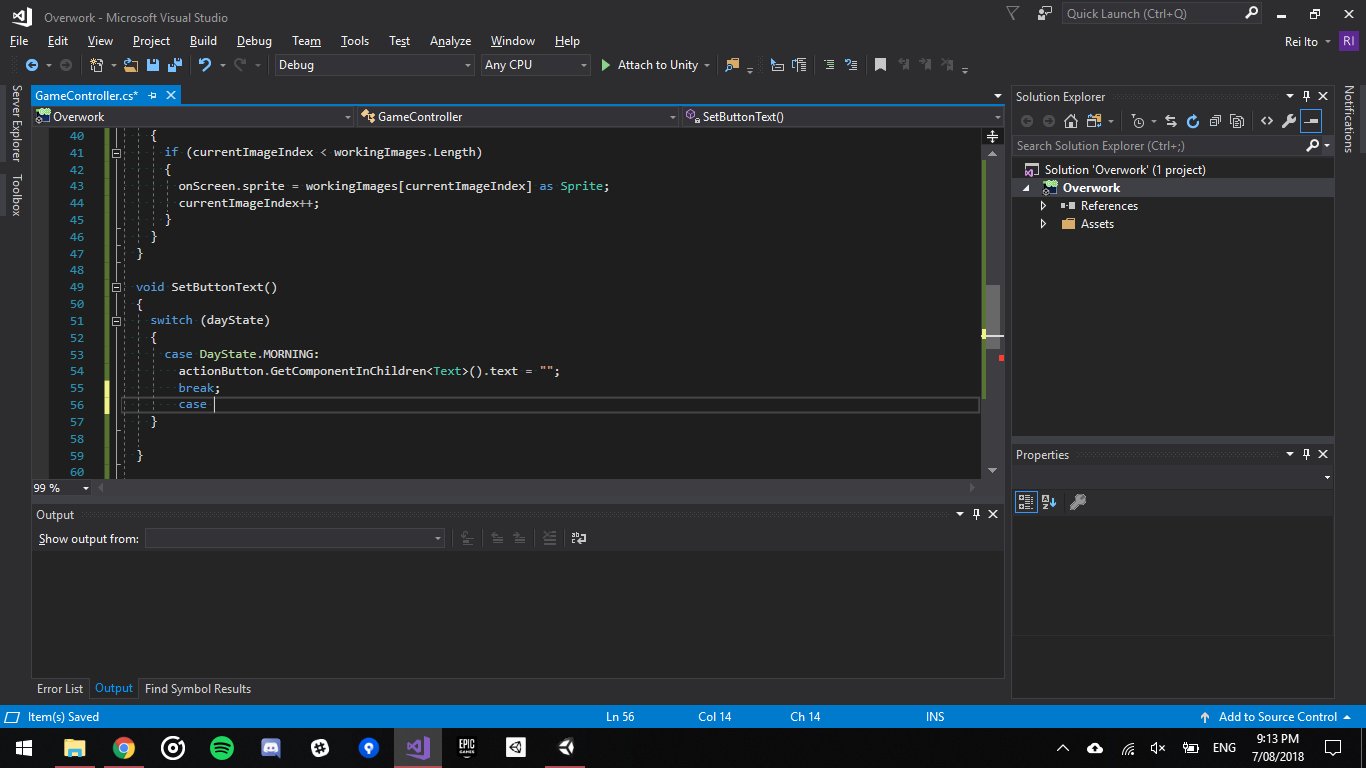 Overwork - Microsoft Visual Studio
Quick Launch (Ctrl+Q)
File Edit View Project Build Debug Team Tools Test Analyze Window Help
Rei Ito RI
Debug Any CPU Attach to Unity
Server Explorer
Toolbox
GameController.cs*
Overwork GameController SetButtonText()
40 {
41 if (currentImageIndex < workingImages.Length)
42 {
43 onScreen.sprite = workingImages[currentImageIndex] as Sprite;
44 currentImageIndex++;
45 }
46 }
47 }
48
49 void SetButtonText()
50 {
51 switch (dayState)
52 {
53 case DayState.MORNING:
54 actionButton.GetComponentInChildren<Text>().text = "";
55 break;
56 case
57 }
58
59 }
60
99 %
Output
Show output from:
Error List Output Find Symbol Results
Solution Explorer
Search Solution Explorer (Ctrl+;)
Solution 'Overwork' (1 project)
Overwork
References
Assets
Properties
Notifications
Item(s) Saved Ln 56 Col 14 Ch 14 INS Add to Source Control
EPIC GAMES
ENG
9:13 PM
7/08/2018